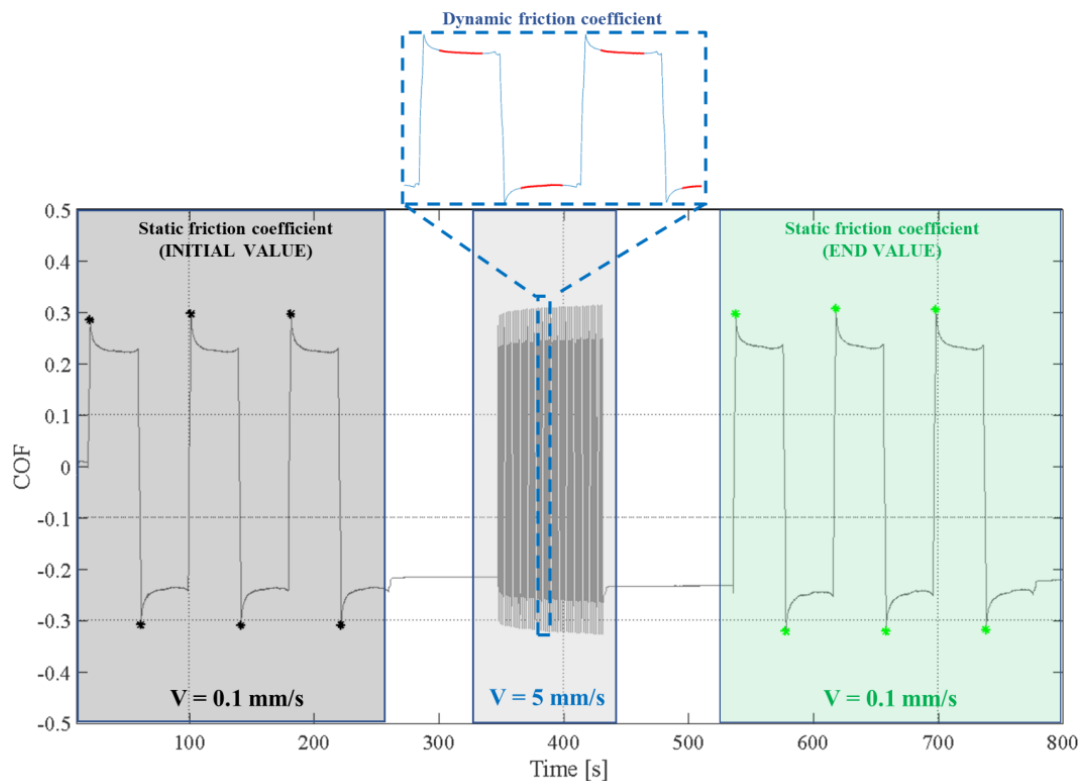 Dynamic friction coefficient
Static friction coefficient
(INITIAL VALUE)
Static friction coefficient
(END VALUE)
0.5
0.4
0.3
0.2
0.1
0
-0.1
-0.2
-0.3
-0.4
-0.5
COF
V = 0.1 mm/s
V = 5 mm/s
V = 0.1 mm/s
100
200
300
400
500
600
700
800
Time [s]